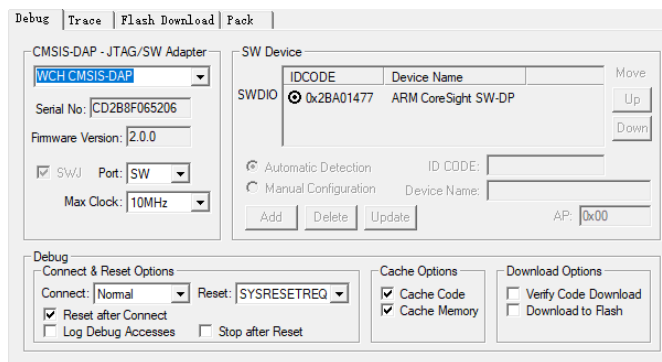 Debug Trace Flash Download Pack
CMSIS-DAP - JTAG/SW Adapter
WCH CMSIS-DAP
Serial No: CD2B8F065206
Firmware Version: 2.0.0
SWJ Port: SW
Max Clock: 10MHz
SW Device
IDCODE Device Name Move
SWDIO 0x2BA01477 ARM CoreSight SW-DP Up
Down
Automatic Detection ID CODE:
Manual Configuration Device Name:
Add Delete Update AP: 0x00
Debug
Connect & Reset Options
Connect: Normal Reset: SYSRESETREQ
Reset after Connect
Log Debug Accesses Stop after Reset
Cache Options
Cache Code
Cache Memory
Download Options
Verify Code Download
Download to Flash